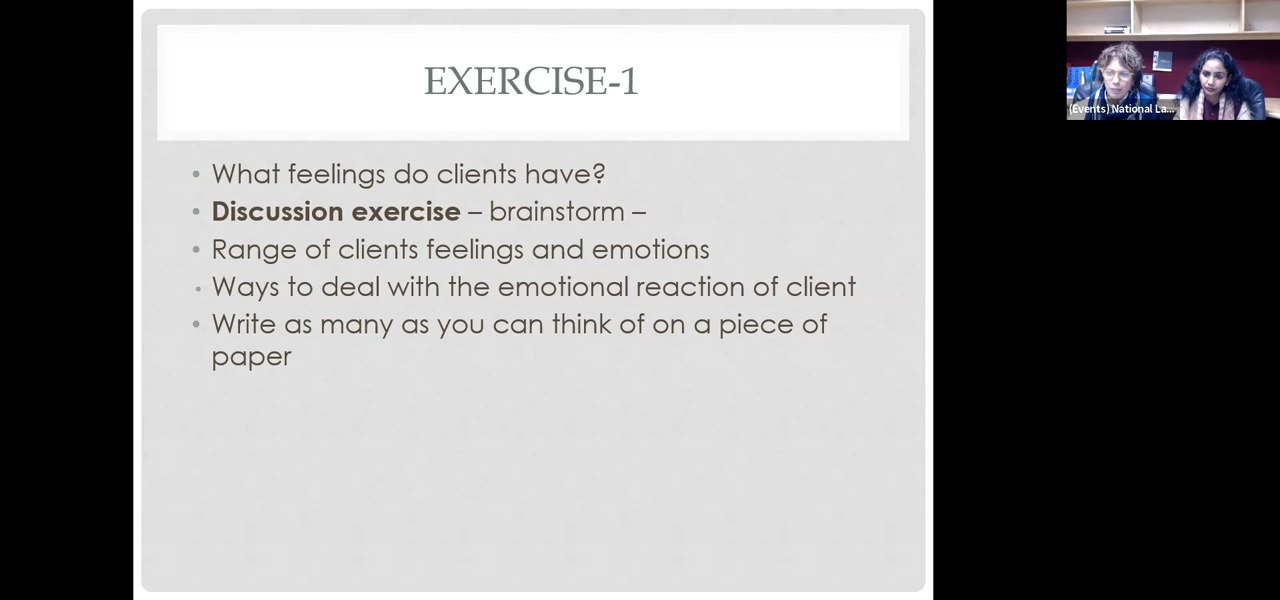 EXERCISE-1
• What feelings do clients have?
• Discussion exercise – brainstorm –
• Range of clients feelings and emotions
• Ways to deal with the emotional reaction of client
• Write as many as you can think of on a piece of
paper
(Events) National La...